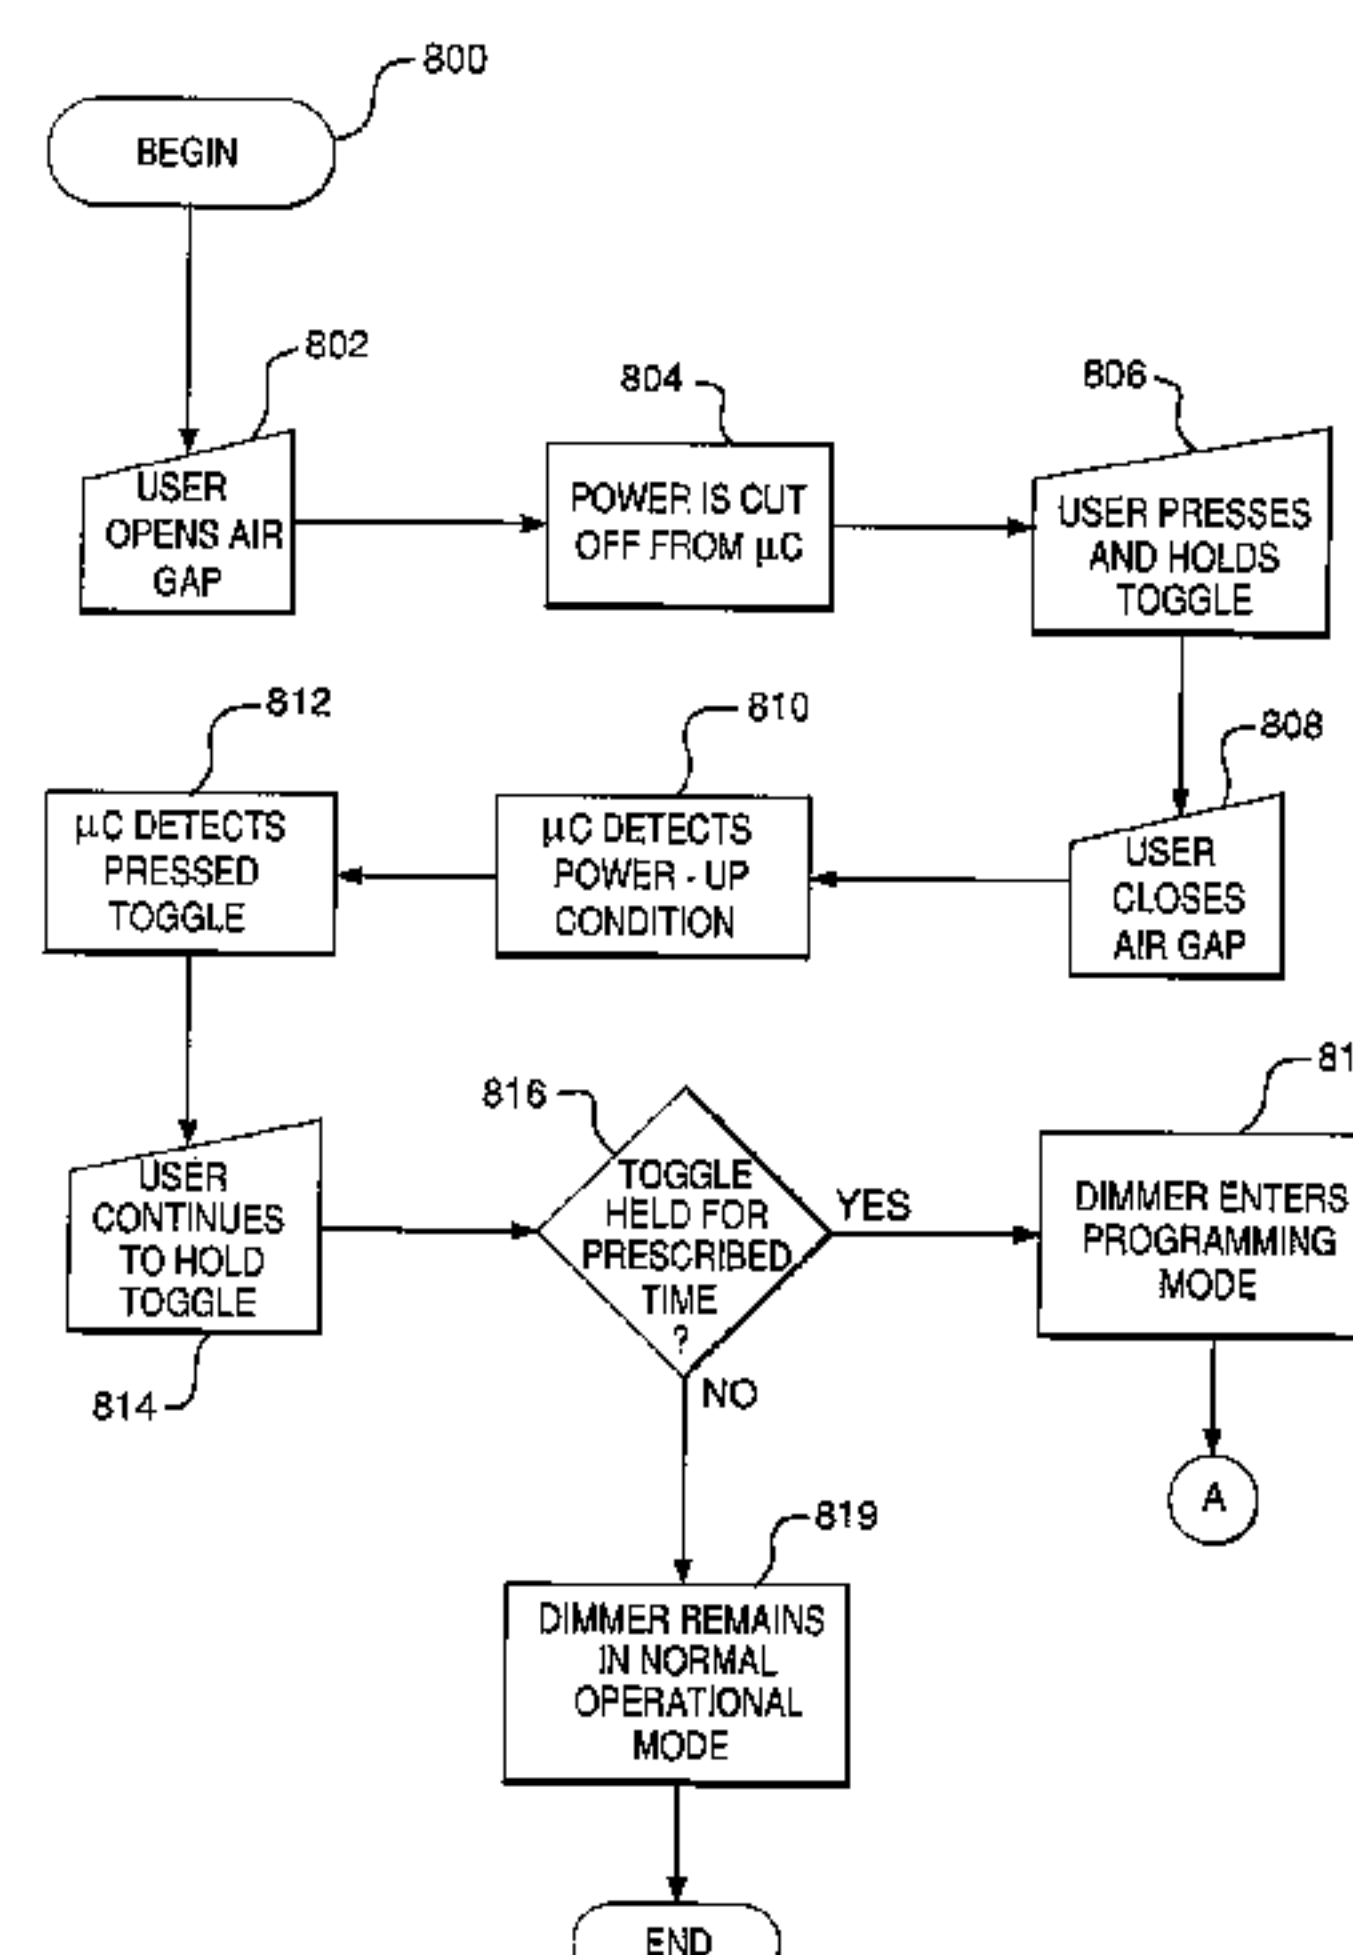 800
BEGIN
802
USER
OPENS AIR
GAP
804
POWER IS CUT
OFF FROM μC
806
USER PRESSES
AND HOLDS
TOGGLE
808
USER
CLOSES
AIR GAP
810
μC DETECTS
POWER - UP
CONDITION
812
μC DETECTS
PRESSED
TOGGLE
USER
CONTINUES
TO HOLD
TOGGLE
814
816
TOGGLE
HELD FOR
PRESCRIBED
TIME
?
YES
NO
DIMMER ENTERS
PROGRAMMING
MODE
A
819
DIMMER REMAINS
IN NORMAL
OPERATIONAL
MODE
END